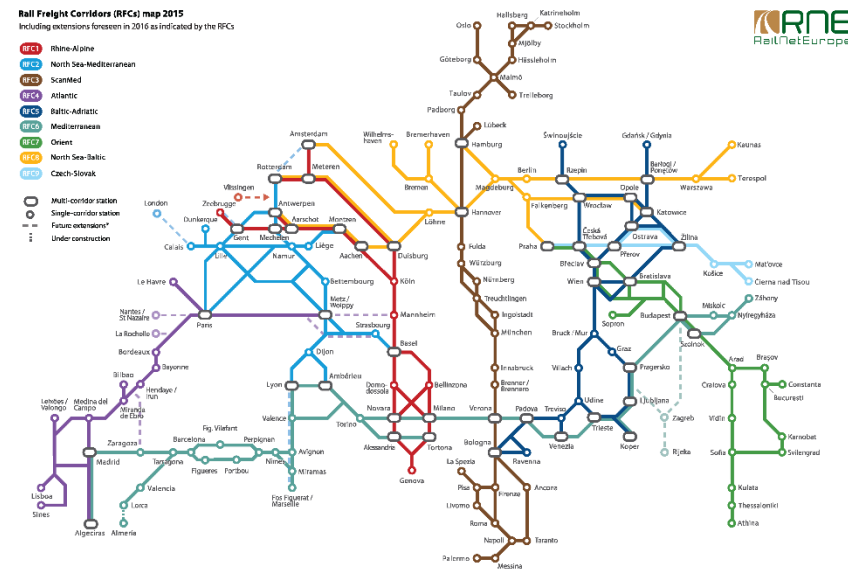 Rail Freight Corridors (RFCs) map 2015
Including extensions foreseen in 2016 as indicated by the RFCs
RNE
RailNetEurope
RFC1 Rhine-Alpine
RFC2 North Sea-Mediterranean
RFC3 ScanMed
RFC4 Atlantic
RFC5 Baltic-Adriatic
RFC6 Mediterranean
RFC7 Orient
RFC8 North Sea-Baltic
RFC9 Czech-Slovak
Multi-corridor station
Single-corridor station
Future extensions*
Under construction
Oslo
Hallsberg
Katrineholm
Stockholm
Mjölby
Göteborg
Hässleholm
Malmö
Taulov
Trelleborg
Padborg
Lübeck
Amsterdam
Wilhelms-
haven
Bremerhaven
Hamburg
Świnoujście
Gdańsk / Gdynia
Kaunas
Rotterdam
Meteren
Bremen
Magdeburg
Berlin
Rzepin
Warszawa
Terespol
London
Vlissingen
Zeebrugge
Dunkerque
Antwerpen
Aarschot
Montzen
Löhne
Hannover
Falkenberg
Wrocław
Opole
Katowice
Calais
Lille
Gent
Mechelen
Namur
Liège
Aachen
Duisburg
Fulda
Praha
Česká
Třebová
Ostrava
Přerov
Žilina
Košice
Maťovce
Čierna nad Tisou
Le Havre
Bettembourg
Köln
Würzburg
Nürnberg
Břeclav
Wien
Bratislava
Nantes /
St Nazaire
Paris
Metz /
Woippy
Mannheim
Treuchtlingen
Ingolstadt
Sopron
Budapest
Miskolc
Záhony
Nyíregyháza
La Rochelle
Strasbourg
Basel
München
Bruck / Mur
Szolnok
Bordeaux
Dijon
Graz
Bayonne
Bilbao
Hendaye /
Irun
Lyon
Ambérieu
Domo-
dossola
Bellinzona
Innsbruck
Brenner /
Brennero
Villach
Pragersko
Arad
Brașov
Craiova
Constanta
București
Leixões /
Valongo
Medina del
Campo
Miranda
de Ebro
Valence
Torino
Novara
Milano
Verona
Padova
Treviso
Udine
Ljubljana
Zagreb
Vidin
Zaragoza
Barcelona
Fig. Vilafant
Perpignan
Avignon
Alessandria
Tortona
Bologna
Venezia
Trieste
Koper
Rijeka
Karnobat
Sofia
Svilengrad
Madrid
Tarragona
Figueres
Portbou
Nîmes
Miramas
Genova
La Spezia
Ravenna
Lisboa
Sines
Valencia
Fos Figuerat /
Marseille
Pisa
Firenze
Ancona
Kulata
Lorca
Livorno
Thessaloniki
Algeciras
Almería
Roma
Athina
Napoli
Taranto
Palermo
Messina